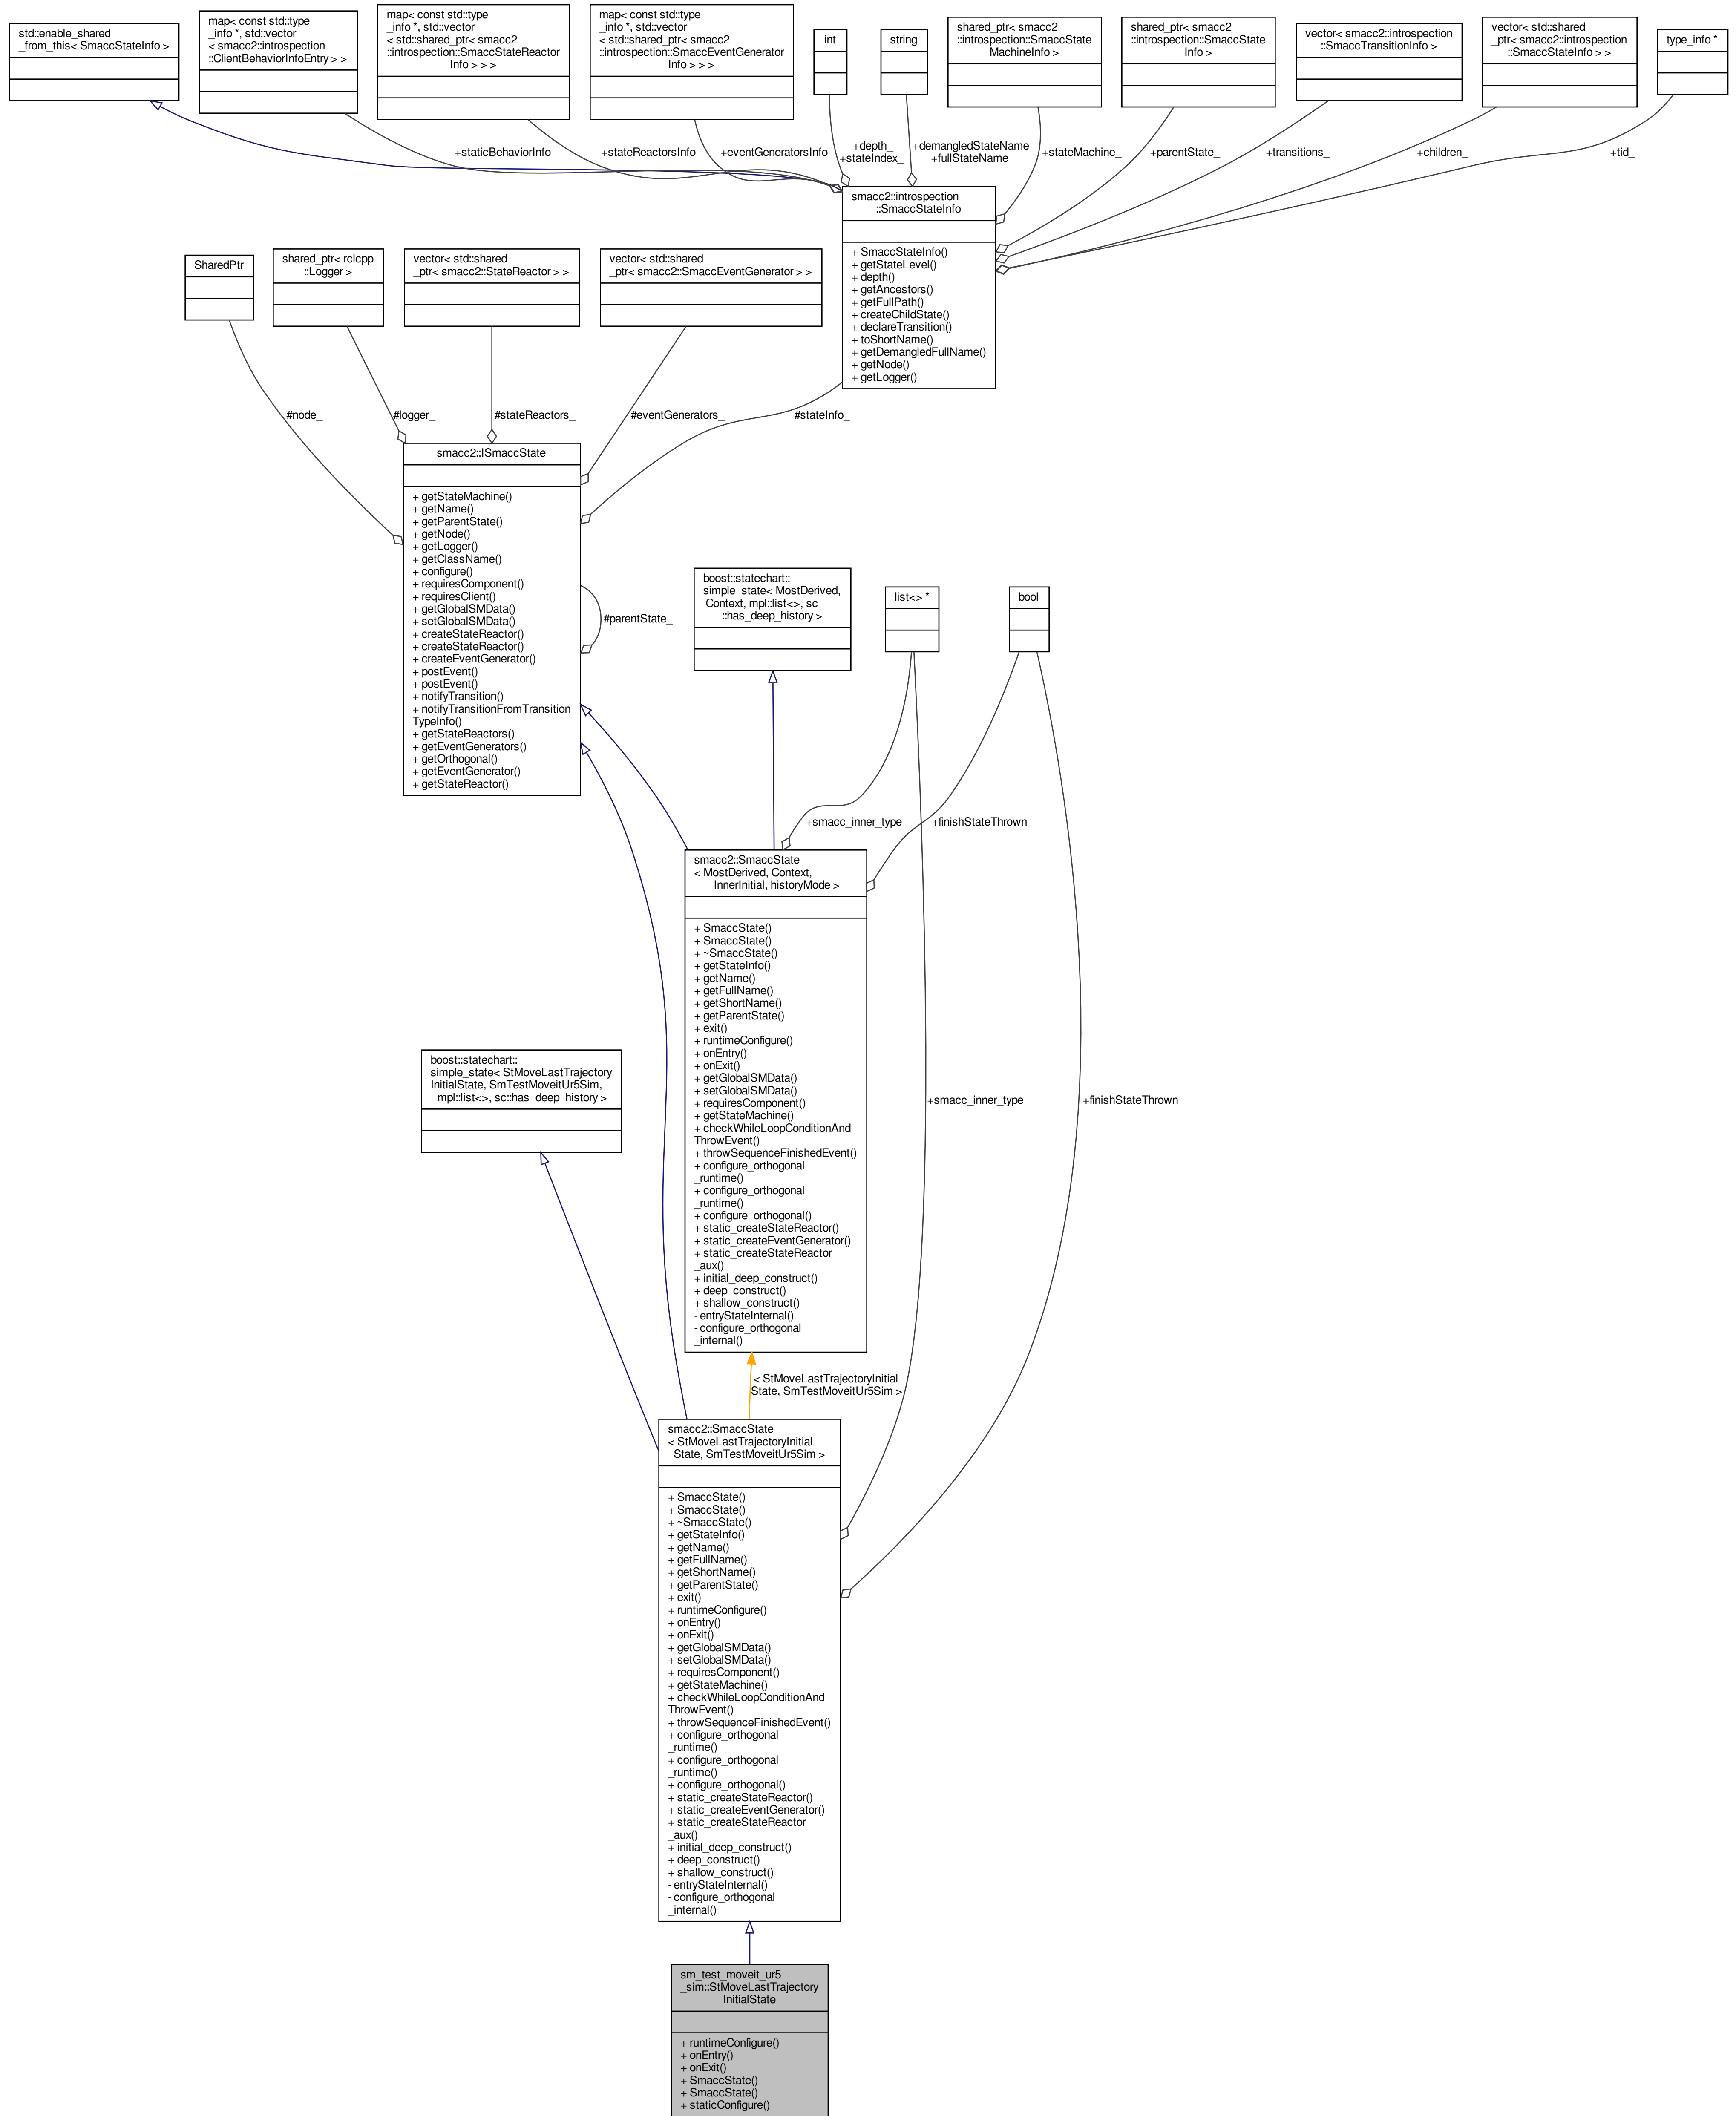 std::enable_shared
_from_this< SmaccStateInfo >
map< const std::type
_info *, std::vector
< smacc2::introspection
::ClientBehaviorInfoEntry > >
map< const std::type
_info *, std::vector
< std::shared_ptr< smacc2
::introspection::SmaccStateReactor
Info > > >
map< const std::type
_info *, std::vector
< std::shared_ptr< smacc2
::introspection::SmaccEventGenerator
Info > > >
int
string
shared_ptr< smacc2
::introspection::SmaccState
MachineInfo >
shared_ptr< smacc2
::introspection::SmaccState
Info >
vector< smacc2::introspection
::SmaccTransitionInfo >
vector< std::shared
_ptr< smacc2::introspection
::SmaccStateInfo > >
type_info *
+staticBehaviorInfo
+stateReactorsInfo
+eventGeneratorsInfo
+depth_
+stateIndex_
+demangledStateName
+fullStateName
+stateMachine_
+parentState_
+transitions_
+children_
+tid_
smacc2::introspection
::SmaccStateInfo
+ SmaccStateInfo()
+ getStateLevel()
+ depth()
+ getAncestors()
+ getFullPath()
+ createChildState()
+ declareTransition()
+ toShortName()
+ getDemangledFullName()
+ getNode()
+ getLogger()
SharedPtr
shared_ptr< rclcpp
::Logger >
vector< std::shared
_ptr< smacc2::StateReactor > >
vector< std::shared
_ptr< smacc2::SmaccEventGenerator > >
#node_
#logger_
#stateReactors_
#eventGenerators_
#stateInfo_
smacc2::ISmaccState
+ getStateMachine()
+ getName()
+ getParentState()
+ getNode()
+ getLogger()
+ getClassName()
+ configure()
+ requiresComponent()
+ requiresClient()
+ getGlobalSMData()
+ setGlobalSMData()
+ createStateReactor()
+ createStateReactor()
+ createEventGenerator()
+ postEvent()
+ postEvent()
+ notifyTransition()
+ notifyTransitionFromTransition
TypeInfo()
+ getStateReactors()
+ getEventGenerators()
+ getOrthogonal()
+ getEventGenerator()
+ getStateReactor()
#parentState_
boost::statechart::
simple_state< MostDerived,
Context, mpl::list<>, sc
::has_deep_history >
list<> *
bool
+smacc_inner_type
+finishStateThrown
smacc2::SmaccState
< MostDerived, Context,
InnerInitial, historyMode >
+ SmaccState()
+ SmaccState()
+ ~SmaccState()
+ getStateInfo()
+ getName()
+ getFullName()
+ getShortName()
+ getParentState()
+ exit()
+ runtimeConfigure()
+ onEntry()
+ onExit()
+ getGlobalSMData()
+ setGlobalSMData()
+ requiresComponent()
+ getStateMachine()
+ checkWhileLoopConditionAnd
ThrowEvent()
+ throwSequenceFinishedEvent()
+ configure_orthogonal
_runtime()
+ configure_orthogonal
_runtime()
+ configure_orthogonal()
+ static_createStateReactor()
+ static_createEventGenerator()
+ static_createStateReactor
_aux()
+ initial_deep_construct()
+ deep_construct()
+ shallow_construct()
- entryStateInternal()
- configure_orthogonal
_internal()
boost::statechart::
simple_state< StMoveLastTrajectory
InitialState, SmTestMoveitUr5Sim,
mpl::list<>, sc::has_deep_history >
+smacc_inner_type
+finishStateThrown
< StMoveLastTrajectoryInitial
State, SmTestMoveitUr5Sim >
smacc2::SmaccState
< StMoveLastTrajectoryInitial
State, SmTestMoveitUr5Sim >
+ SmaccState()
+ SmaccState()
+ ~SmaccState()
+ getStateInfo()
+ getName()
+ getFullName()
+ getShortName()
+ getParentState()
+ exit()
+ runtimeConfigure()
+ onEntry()
+ onExit()
+ getGlobalSMData()
+ setGlobalSMData()
+ requiresComponent()
+ getStateMachine()
+ checkWhileLoopConditionAnd
ThrowEvent()
+ throwSequenceFinishedEvent()
+ configure_orthogonal
_runtime()
+ configure_orthogonal
_runtime()
+ configure_orthogonal()
+ static_createStateReactor()
+ static_createEventGenerator()
+ static_createStateReactor
_aux()
+ initial_deep_construct()
+ deep_construct()
+ shallow_construct()
- entryStateInternal()
- configure_orthogonal
_internal()
sm_test_moveit_ur5
_sim::StMoveLastTrajectory
InitialState
+ runtimeConfigure()
+ onEntry()
+ onExit()
+ SmaccState()
+ SmaccState()
+ staticConfigure()